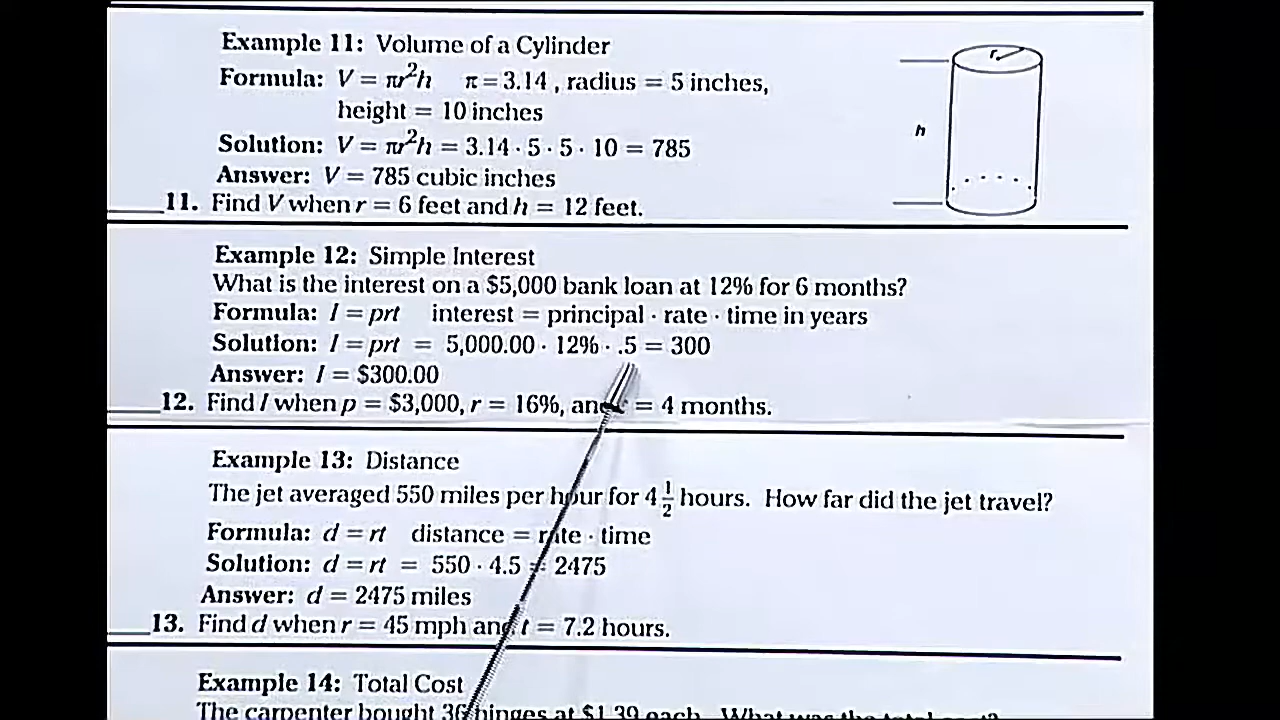 Example 11: Volume of a Cylinder
Formula: V = πr²h π = 3.14 , radius = 5 inches,
height = 10 inches
Solution: V = πr²h = 3.14 · 5 · 5 · 10 = 785
Answer: V = 785 cubic inches
11. Find V when r = 6 feet and h = 12 feet.
r
h
Example 12: Simple Interest
What is the interest on a $5,000 bank loan at 12% for 6 months?
Formula: I = prt interest = principal · rate · time in years
Solution: I = prt = 5,000.00 · 12% · .5 = 300
Answer: I = $300.00
12. Find I when p = $3,000, r = 16%, and = 4 months.
Example 13: Distance
The jet averaged 550 miles per hour for 4 1/2 hours. How far did the jet travel?
Formula: d = rt distance = rate · time
Solution: d = rt = 550 · 4.5 = 2475
Answer: d = 2475 miles
13. Find d when r = 45 mph and t = 7.2 hours.
Example 14: Total Cost
The carpenter bought 36 hinges at $1.39 each. What was the total cost?